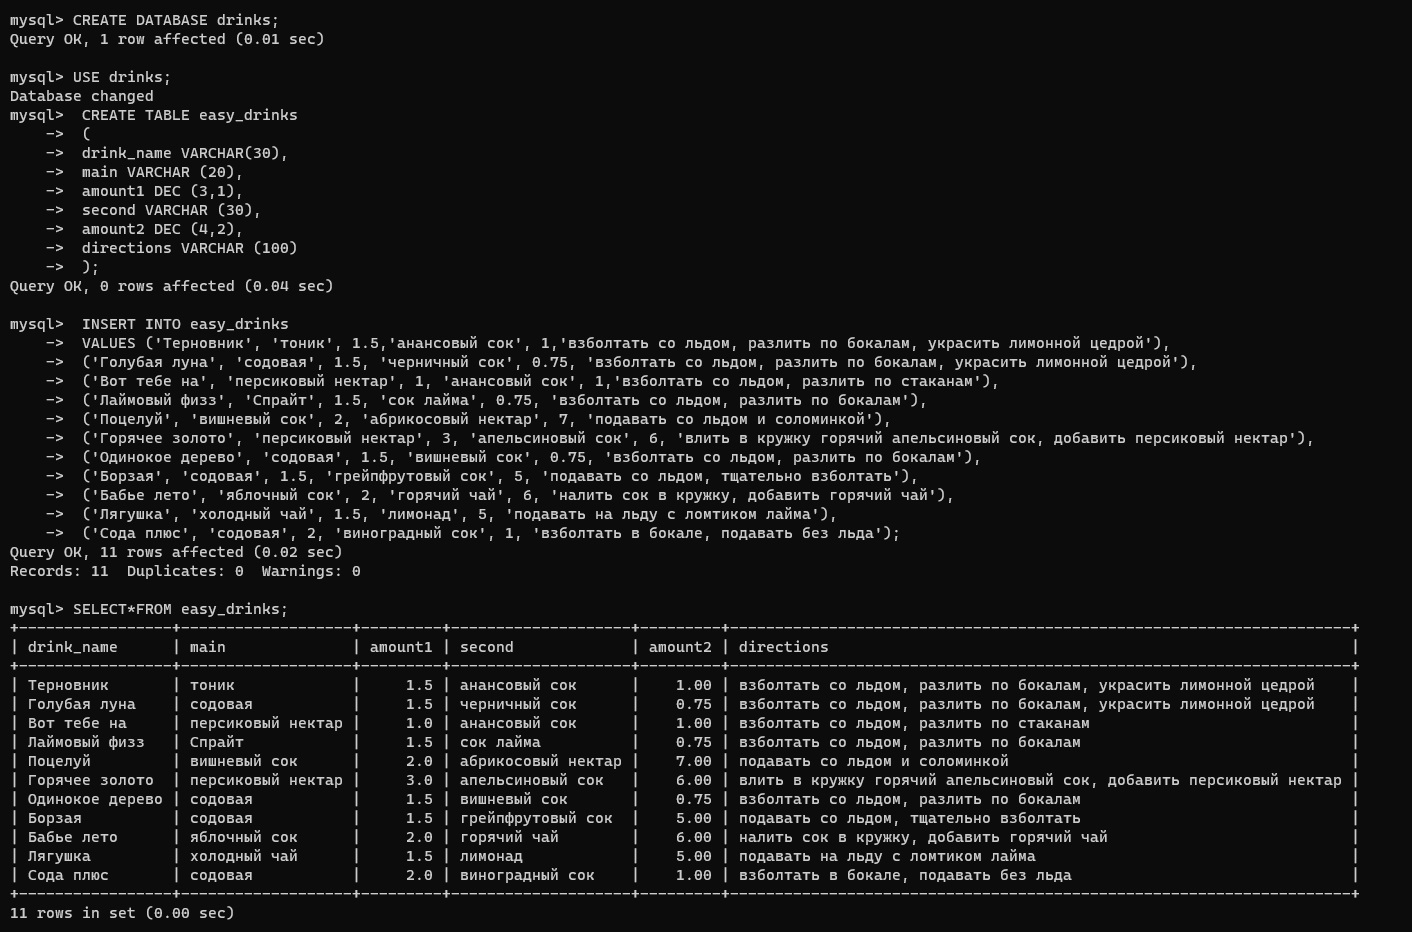 mysql> CREATE DATABASE drinks;
Query OK, 1 row affected (0.01 sec)

mysql> USE drinks;
Database changed
mysql>  CREATE TABLE easy_drinks
    ->  (
    ->  drink_name VARCHAR(30),
    ->  main VARCHAR (20),
    ->  amount1 DEC (3,1),
    ->  second VARCHAR (30),
    ->  amount2 DEC (4,2),
    ->  directions VARCHAR (100)
    ->  );
Query OK, 0 rows affected (0.04 sec)

mysql>  INSERT INTO easy_drinks
    ->  VALUES ('Терновник', 'тоник', 1.5,'анансовый сок', 1,'взболтать со льдом, разлить по бокалам, украсить лимонной цедрой'),
    ->  ('Голубая луна', 'содовая', 1.5, 'черничный сок', 0.75, 'взболтать со льдом, разлить по бокалам, украсить лимонной цедрой'),
    ->  ('Вот тебе на', 'персиковый нектар', 1, 'анансовый сок', 1,'взболтать со льдом, разлить по стаканам'),
    ->  ('Лаймовый физз', 'Спрайт', 1.5, 'сок лайма', 0.75, 'взболтать со льдом, разлить по бокалам'),
    ->  ('Поцелуй', 'вишневый сок', 2, 'абрикосовый нектар', 7, 'подавать со льдом и соломинкой'),
    ->  ('Горячее золото', 'персиковый нектар', 3, 'апельсиновый сок', 6, 'влить в кружку горячий апельсиновый сок, добавить персиковый нектар'),
    ->  ('Одинокое дерево', 'содовая', 1.5, 'вишневый сок', 0.75, 'взболтать со льдом, разлить по бокалам'),
    ->  ('Борзая', 'содовая', 1.5, 'грейпфрутовый сок', 5, 'подавать со льдом, тщательно взболтать'),
    ->  ('Бабье лето', 'яблочный сок', 2, 'горячий чай', 6, 'налить сок в кружку, добавить горячий чай'),
    ->  ('Лягушка', 'холодный чай', 1.5, 'лимонад', 5, 'подавать на льду с ломтиком лайма'),
    ->  ('Сода плюс', 'содовая', 2, 'виноградный сок', 1, 'взболтать в бокале, подавать без льда');
Query OK, 11 rows affected (0.02 sec)
Records: 11  Duplicates: 0  Warnings: 0

mysql> SELECT*FROM easy_drinks;
| drink_name      | main              | amount1 | second             | amount2 | directions |
| Терновник       | тоник             |     1.5 | анансовый сок      |    1.00 | взболтать со льдом, разлить по бокалам, украсить лимонной цедрой |
| Голубая луна    | содовая           |     1.5 | черничный сок      |    0.75 | взболтать со льдом, разлить по бокалам, украсить лимонной цедрой |
| Вот тебе на     | персиковый нектар |     1.0 | анансовый сок      |    1.00 | взболтать со льдом, разлить по стаканам |
| Лаймовый физз   | Спрайт            |     1.5 | сок лайма          |    0.75 | взболтать со льдом, разлить по бокалам |
| Поцелуй         | вишневый сок      |     2.0 | абрикосовый нектар |    7.00 | подавать со льдом и соломинкой |
| Горячее золото  | персиковый нектар |     3.0 | апельсиновый сок   |    6.00 | влить в кружку горячий апельсиновый сок, добавить персиковый нектар |
| Одинокое дерево | содовая           |     1.5 | вишневый сок       |    0.75 | взболтать со льдом, разлить по бокалам |
| Борзая          | содовая           |     1.5 | грейпфрутовый сок  |    5.00 | подавать со льдом, тщательно взболтать |
| Бабье лето      | яблочный сок      |     2.0 | горячий чай        |    6.00 | налить сок в кружку, добавить горячий чай |
| Лягушка         | холодный чай      |     1.5 | лимонад            |    5.00 | подавать на льду с ломтиком лайма |
| Сода плюс       | содовая           |     2.0 | виноградный сок    |    1.00 | взболтать в бокале, подавать без льда |
11 rows in set (0.00 sec)